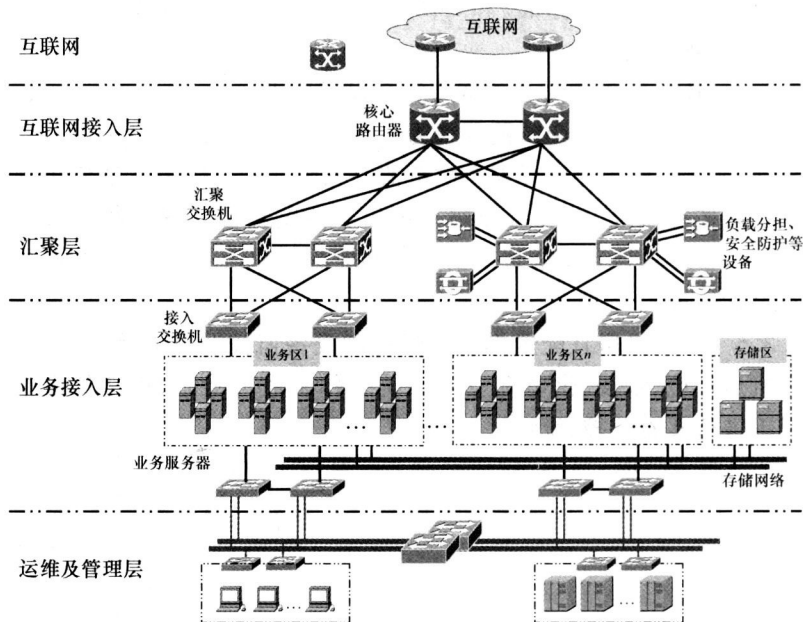 互联网
互联网
互联网接入层
核心
路由器
汇聚
交换机
汇聚层
负载分担、
安全防护等
设备
接入
交换机
业务区1
业务区n
存储区
业务接入层
...
...
...
业务服务器
存储网络
运维及管理层
...
...